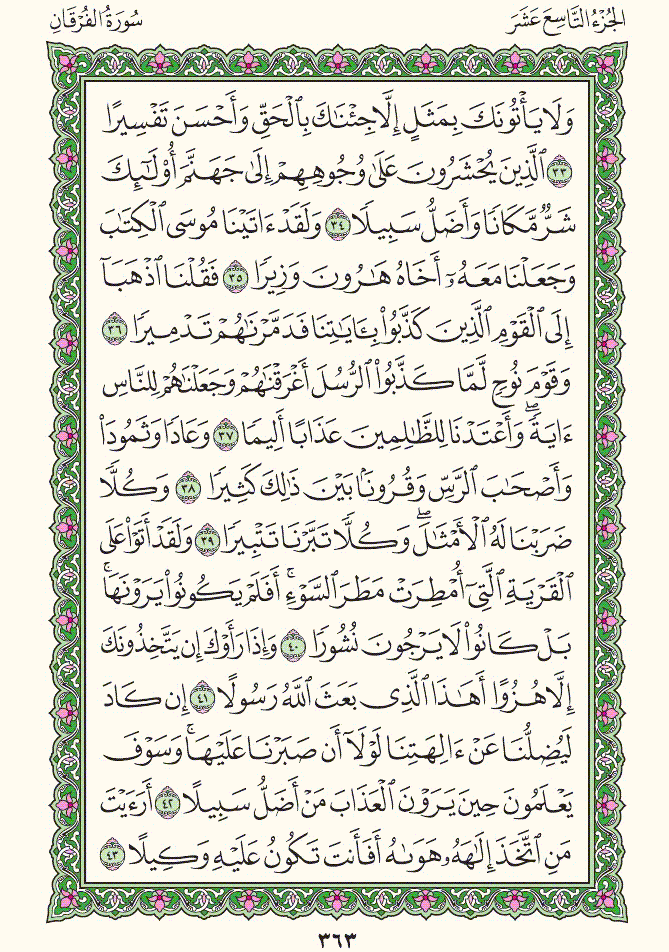 الجُزْءُ التَّاسِعَ عَشَرَ
سُورَةُ الفُرْقَانِ
وَلَا يَأْتُونَكَ بِمَثَلٍ إِلَّا جِئْنَٰكَ بِٱلْحَقِّ وَأَحْسَنَ تَفْسِيرًا
٣٣ ٱلَّذِينَ يُحْشَرُونَ عَلَىٰ وُجُوهِهِمْ إِلَىٰ جَهَنَّمَ أُو۟لَٰٓئِكَ
شَرٌّ مَّكَانًا وَأَضَلُّ سَبِيلًا ٣٤ وَلَقَدْ ءَاتَيْنَا مُوسَى ٱلْكِتَٰبَ
وَجَعَلْنَا مَعَهُۥٓ أَخَاهُ هَٰرُونَ وَزِيرًا ٣٥ فَقُلْنَا ٱذْهَبَآ
إِلَى ٱلْقَوْمِ ٱلَّذِينَ كَذَّبُوا۟ بِـَٔايَٰتِنَا فَدَمَّرْنَٰهُمْ تَدْمِيرًا ٣٦
وَقَوْمَ نُوحٍ لَّمَّا كَذَّبُوا۟ ٱلرُّسُلَ أَغْرَقْنَٰهُمْ وَجَعَلْنَٰهُمْ لِلنَّاسِ
ءَايَةً ۖ وَأَعْتَدْنَا لِلظَّٰلِمِينَ عَذَابًا أَلِيمًا ٣٧ وَعَادًا وَثَمُودَا۟
وَأَصْحَٰبَ ٱلرَّسِّ وَقُرُونًۢا بَيْنَ ذَٰلِكَ كَثِيرًا ٣٨ وَكُلًّا
ضَرَبْنَا لَهُ ٱلْأَمْثَٰلَ ۖ وَكُلًّا تَبَّرْنَا تَتْبِيرًا ٣٩ وَلَقَدْ أَتَوْا۟ عَلَى
ٱلْقَرْيَةِ ٱلَّتِىٓ أُمْطِرَتْ مَطَرَ ٱلسَّوْءِ ۚ أَفَلَمْ يَكُونُوا۟ يَرَوْنَهَا ۚ
بَلْ كَانُوا۟ لَا يَرْجُونَ نُشُورًا ٤٠ وَإِذَا رَأَوْكَ إِن يَتَّخِذُونَكَ
إِلَّا هُزُوًا أَهَٰذَا ٱلَّذِى بَعَثَ ٱللَّهُ رَسُولًا ٤١ إِن كَادَ
لَيُضِلُّنَا عَنْ ءَالِهَتِنَا لَوْلَآ أَن صَبَرْنَا عَلَيْهَا ۚ وَسَوْفَ
يَعْلَمُونَ حِينَ يَرَوْنَ ٱلْعَذَابَ مَنْ أَضَلُّ سَبِيلًا ٤٢ أَرَءَيْتَ
مَنِ ٱتَّخَذَ إِلَٰهَهُۥ هَوَىٰهُ أَفَأَنتَ تَكُونُ عَلَيْهِ وَكِيلًا ٤٣
٣٦٣